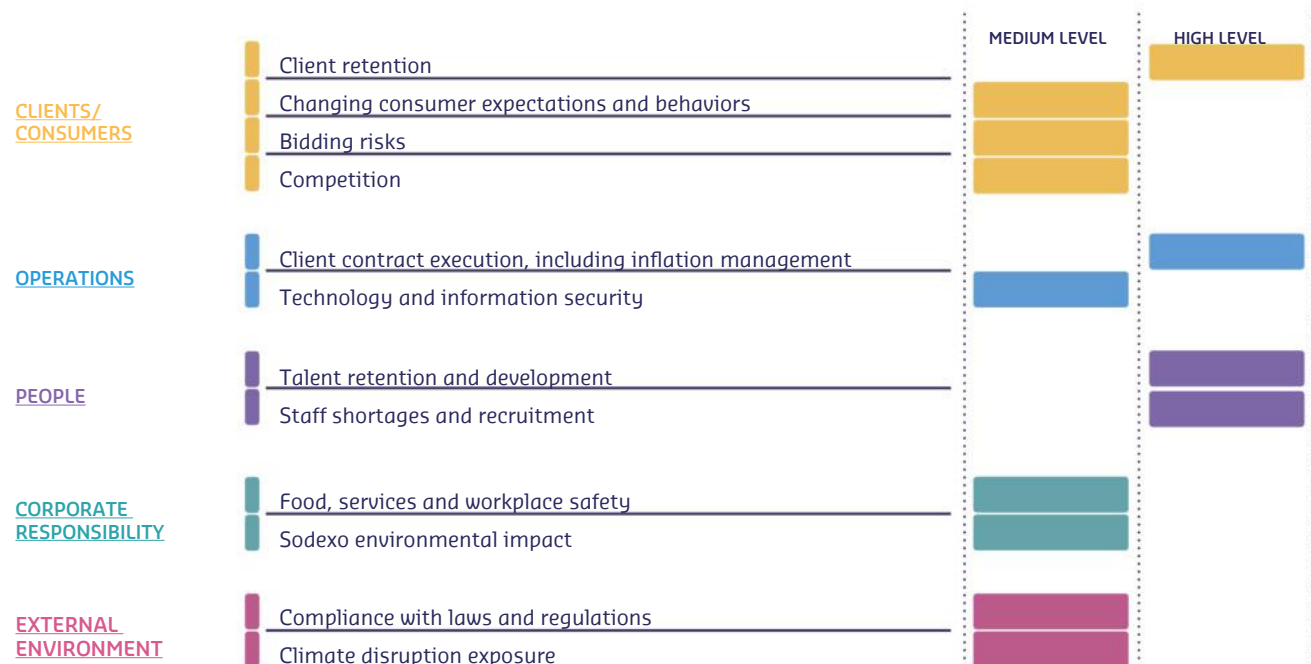 MEDIUM LEVEL
HIGH LEVEL
CLIENTS/
CONSUMERS
Client retention
Changing consumer expectations and behaviors
Bidding risks
Competition
OPERATIONS
Client contract execution, including inflation management
Technology and information security
PEOPLE
Talent retention and development
Staff shortages and recruitment
CORPORATE
RESPONSIBILITY
Food, services and workplace safety
Sodexo environmental impact
EXTERNAL
ENVIRONMENT
Compliance with laws and regulations
Climate disruption exposure